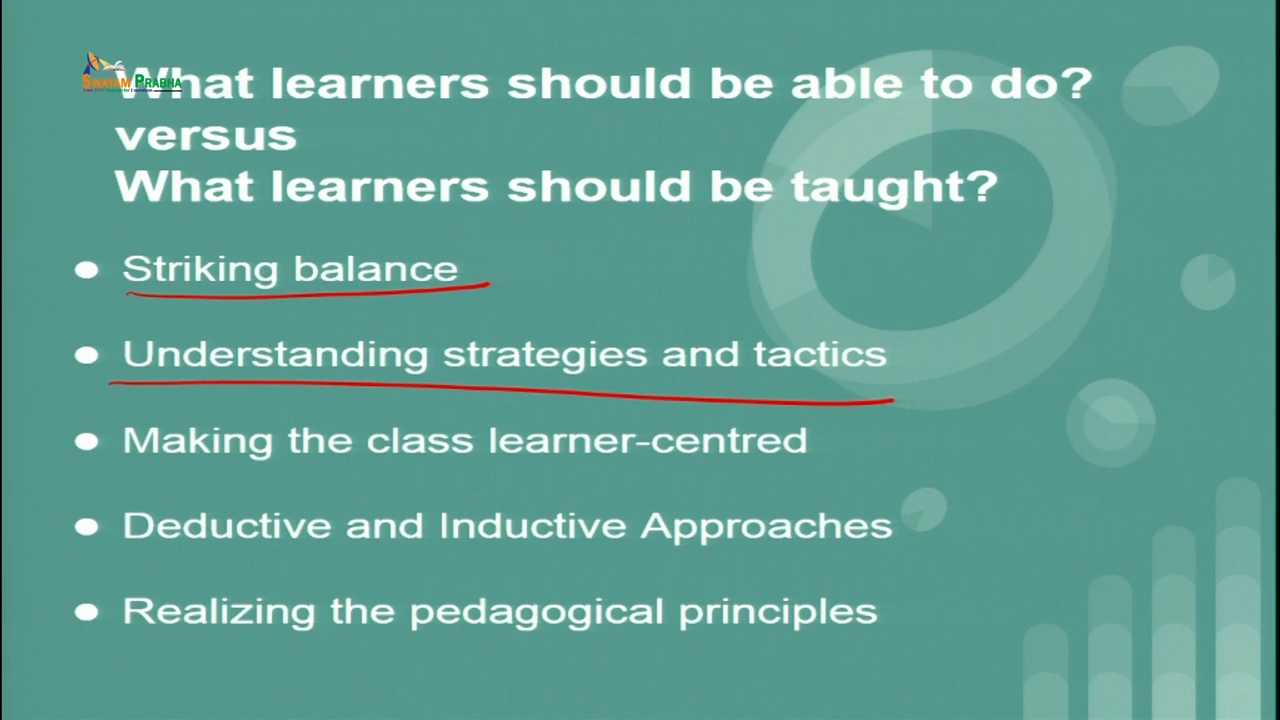 SWAYAM PRABHA
What learners should be able to do?
versus
What learners should be taught?
Striking balance
Understanding strategies and tactics
Making the class learner-centred
Deductive and Inductive Approaches
Realizing the pedagogical principles